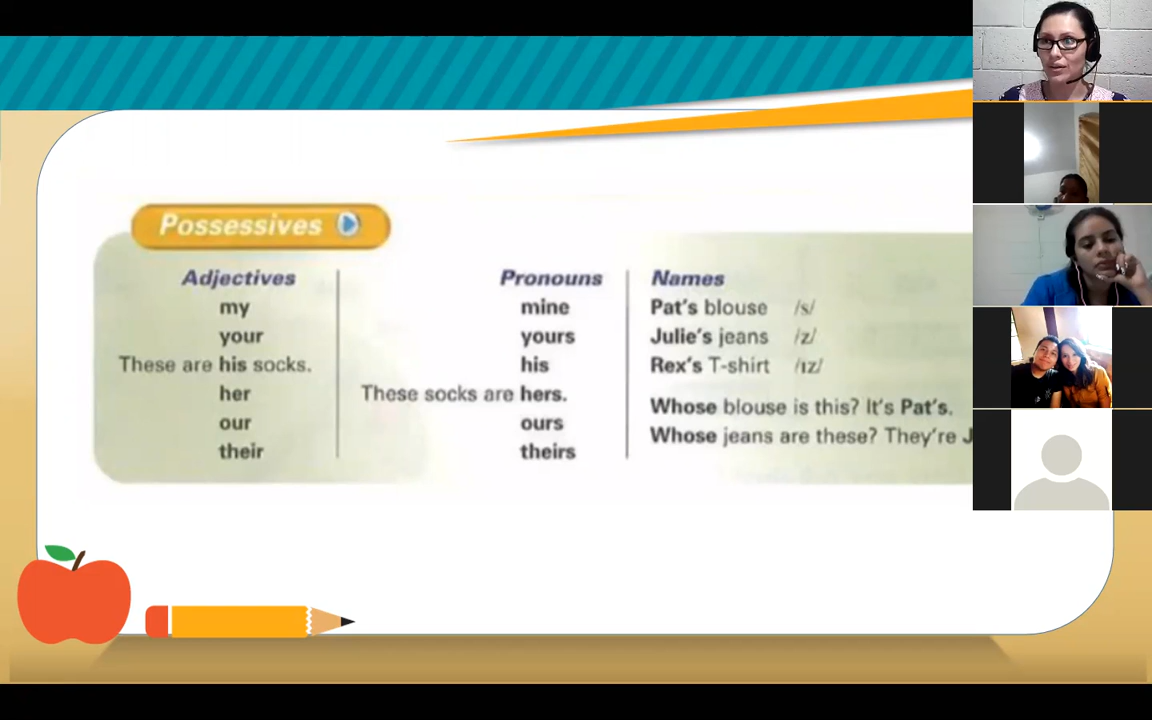 Possessives
Adjectives
my
your
These are his socks.
her
our
their
Pronouns
mine
yours
his
These socks are hers.
ours
theirs
Names
Pat's blouse /s/
Julie's jeans /z/
Rex's T-shirt /ɪz/
Whose blouse is this? It's Pat's.
Whose jeans are these? They're J